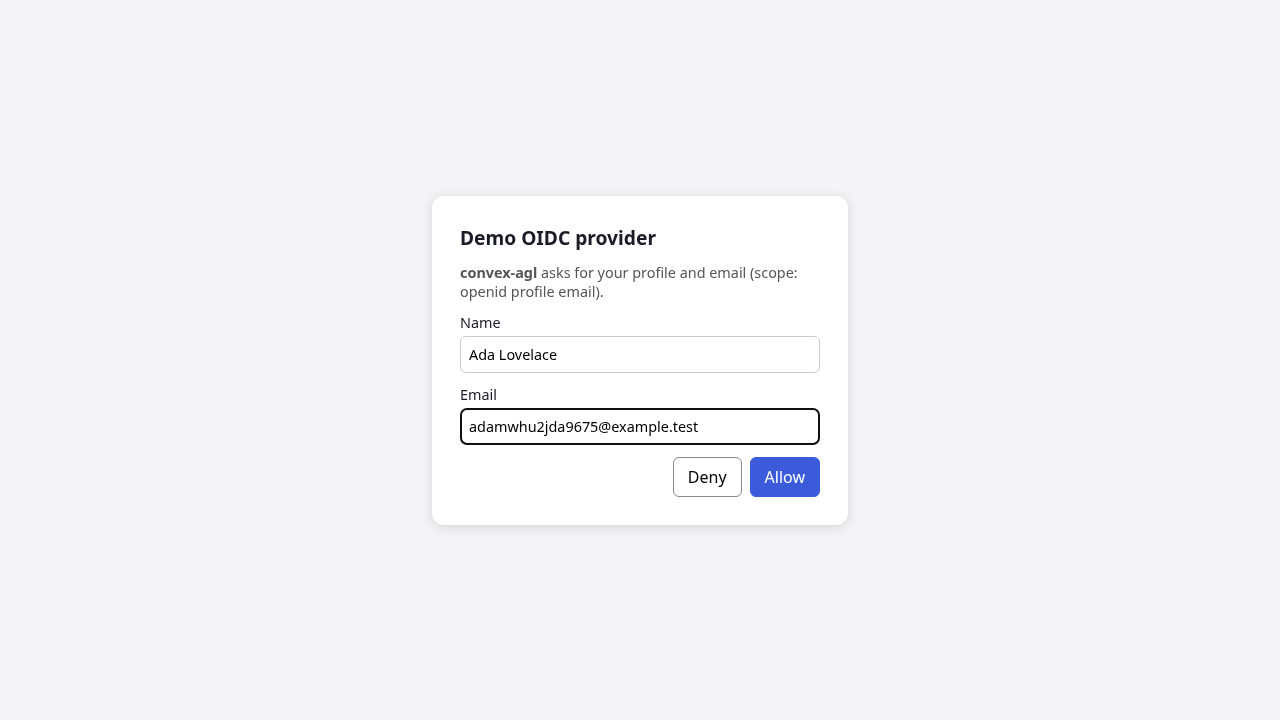 Demo OIDC provider
convex-agl asks for your profile and email (scope:
openid profile email).
Name
Ada Lovelace
Email
adamwhu2jda9675@example.test
Deny Allow